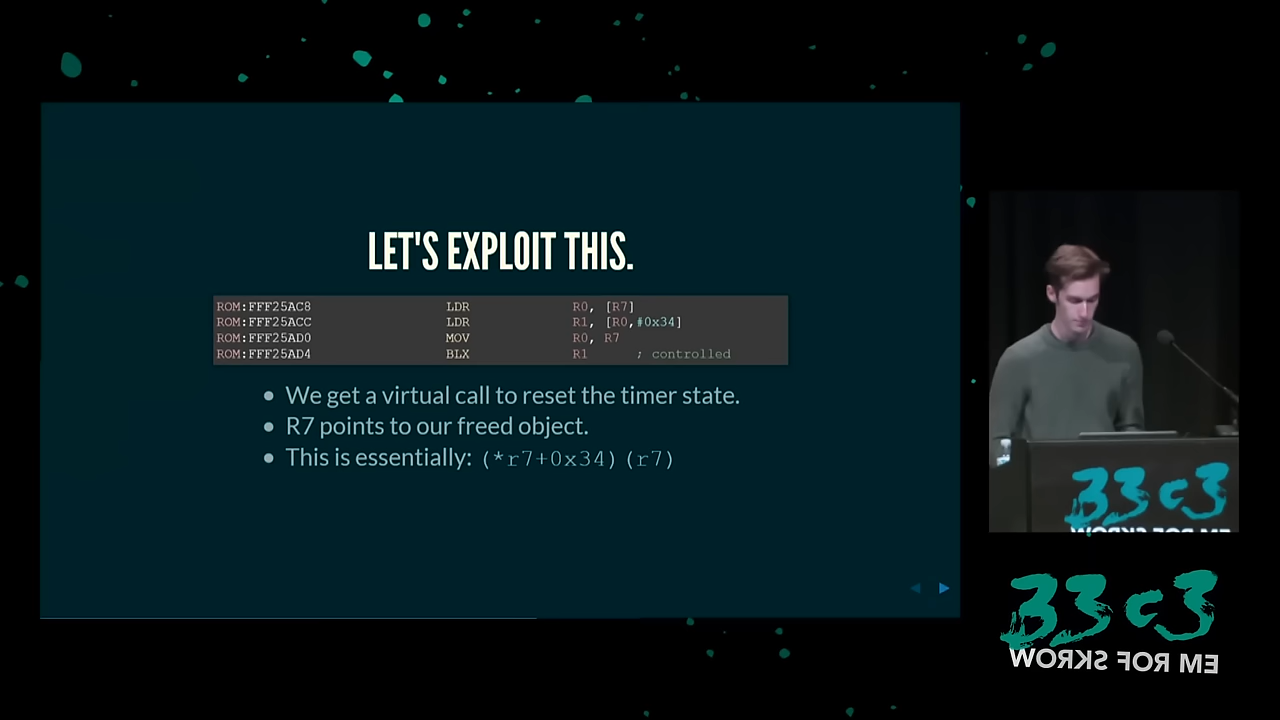 LET'S EXPLOIT THIS.
ROM:FFF25AC8 LDR R0, [R7]
ROM:FFF25ACC LDR R1, [R0,#0x34]
ROM:FFF25AD0 MOV R0, R7
ROM:FFF25AD4 BLX R1 ; controlled
• We get a virtual call to reset the timer state.
• R7 points to our freed object.
• This is essentially: (*r7+0x34)(r7)
33c3
WORKS FOR ME
33c3
WORKS FOR ME